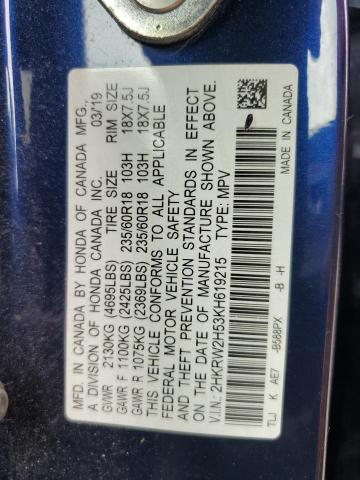 MFD. IN CANADA BY HONDA OF CANADA MFG.,
A DIVISION OF HONDA CANADA INC. 03/19
TIRE SIZE RIM SIZE
GVWR 2130KG (4695LBS)
GAWR F 1100KG (2425LBS) 235/60R18 103H 18X7.5J
GAWR R 1075KG (2369LBS) 235/60R18 103H 18X7.5J
THIS VEHICLE CONFORMS TO ALL APPLICABLE
FEDERAL MOTOR VEHICLE SAFETY
AND THEFT PREVENTION STANDARDS IN EFFECT
ON THE DATE OF MANUFACTURE SHOWN ABOVE.
V.I.N.: 2HKRW2H53KH619215 TYPE: MPV
TLJ K AE7 -B588PX -B -H MADE IN CANADA